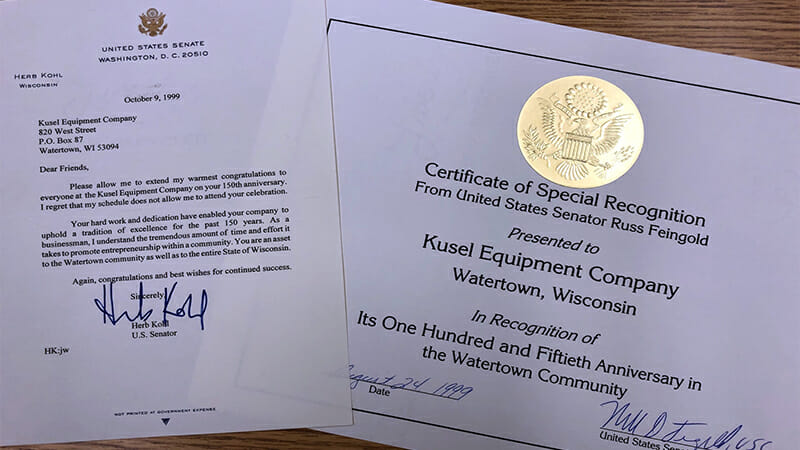 UNITED STATES SENATE
WASHINGTON, D. C. 20510
HERB KOHL
WISCONSIN
October 9, 1999
Kusel Equipment Company
820 West Street
P.O. Box 87
Watertown, WI 53094
Dear Friends,
Please allow me to extend my warmest congratulations to
everyone at the Kusel Equipment Company on your 150th anniversary.
I regret that my schedule does not allow me to attend your celebration.
Your hard work and dedication have enabled your company to
uphold a tradition of excellence for the past 150 years. As a
businessman, I understand the tremendous amount of time and effort it
takes to promote entrepreneurship within a community. You are an asset
to the Watertown community as well as to the entire State of Wisconsin.
Again, congratulations and best wishes for continued success.
Sincerely,
Herb Kohl
Herb Kohl
U.S. Senator
HK:jw
NOT PRINTED AT GOVERNMENT EXPENSE
Certificate of Special Recognition
From United States Senator Russ Feingold
Presented to
Kusel Equipment Company
Watertown, Wisconsin
In Recognition of
Its One Hundred and Fiftieth Anniversary in
the Watertown Community
August 24 1999
Date
United States